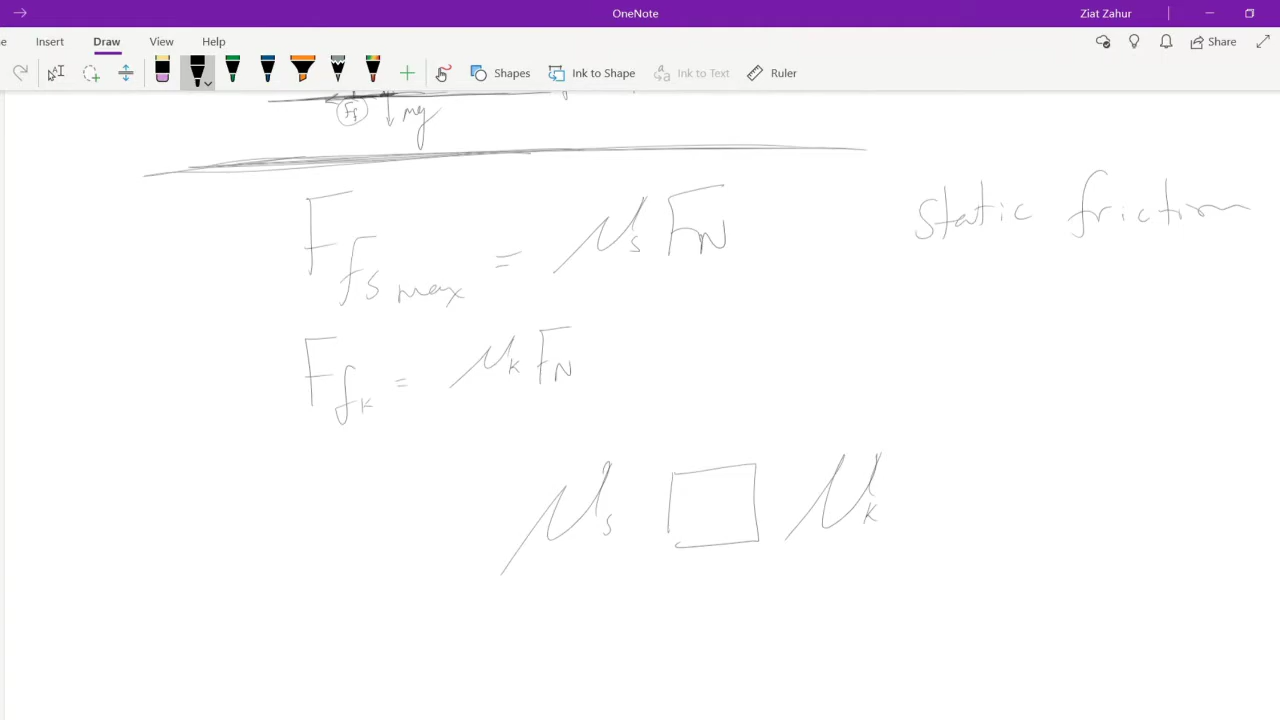 OneNote
Ziat Zahur
Insert Draw View Help
Share
Shapes
Ink to Shape
Ink to Text
Ruler
Ff mg
Ffs max = μs FN
static friction
Ffk = μk FN
μs □ μk